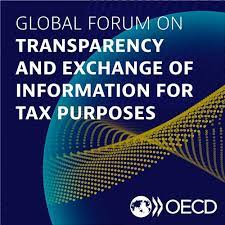 GLOBAL FORUM ON
TRANSPARENCY
AND EXCHANGE OF
INFORMATION FOR
TAX PURPOSES
OECD